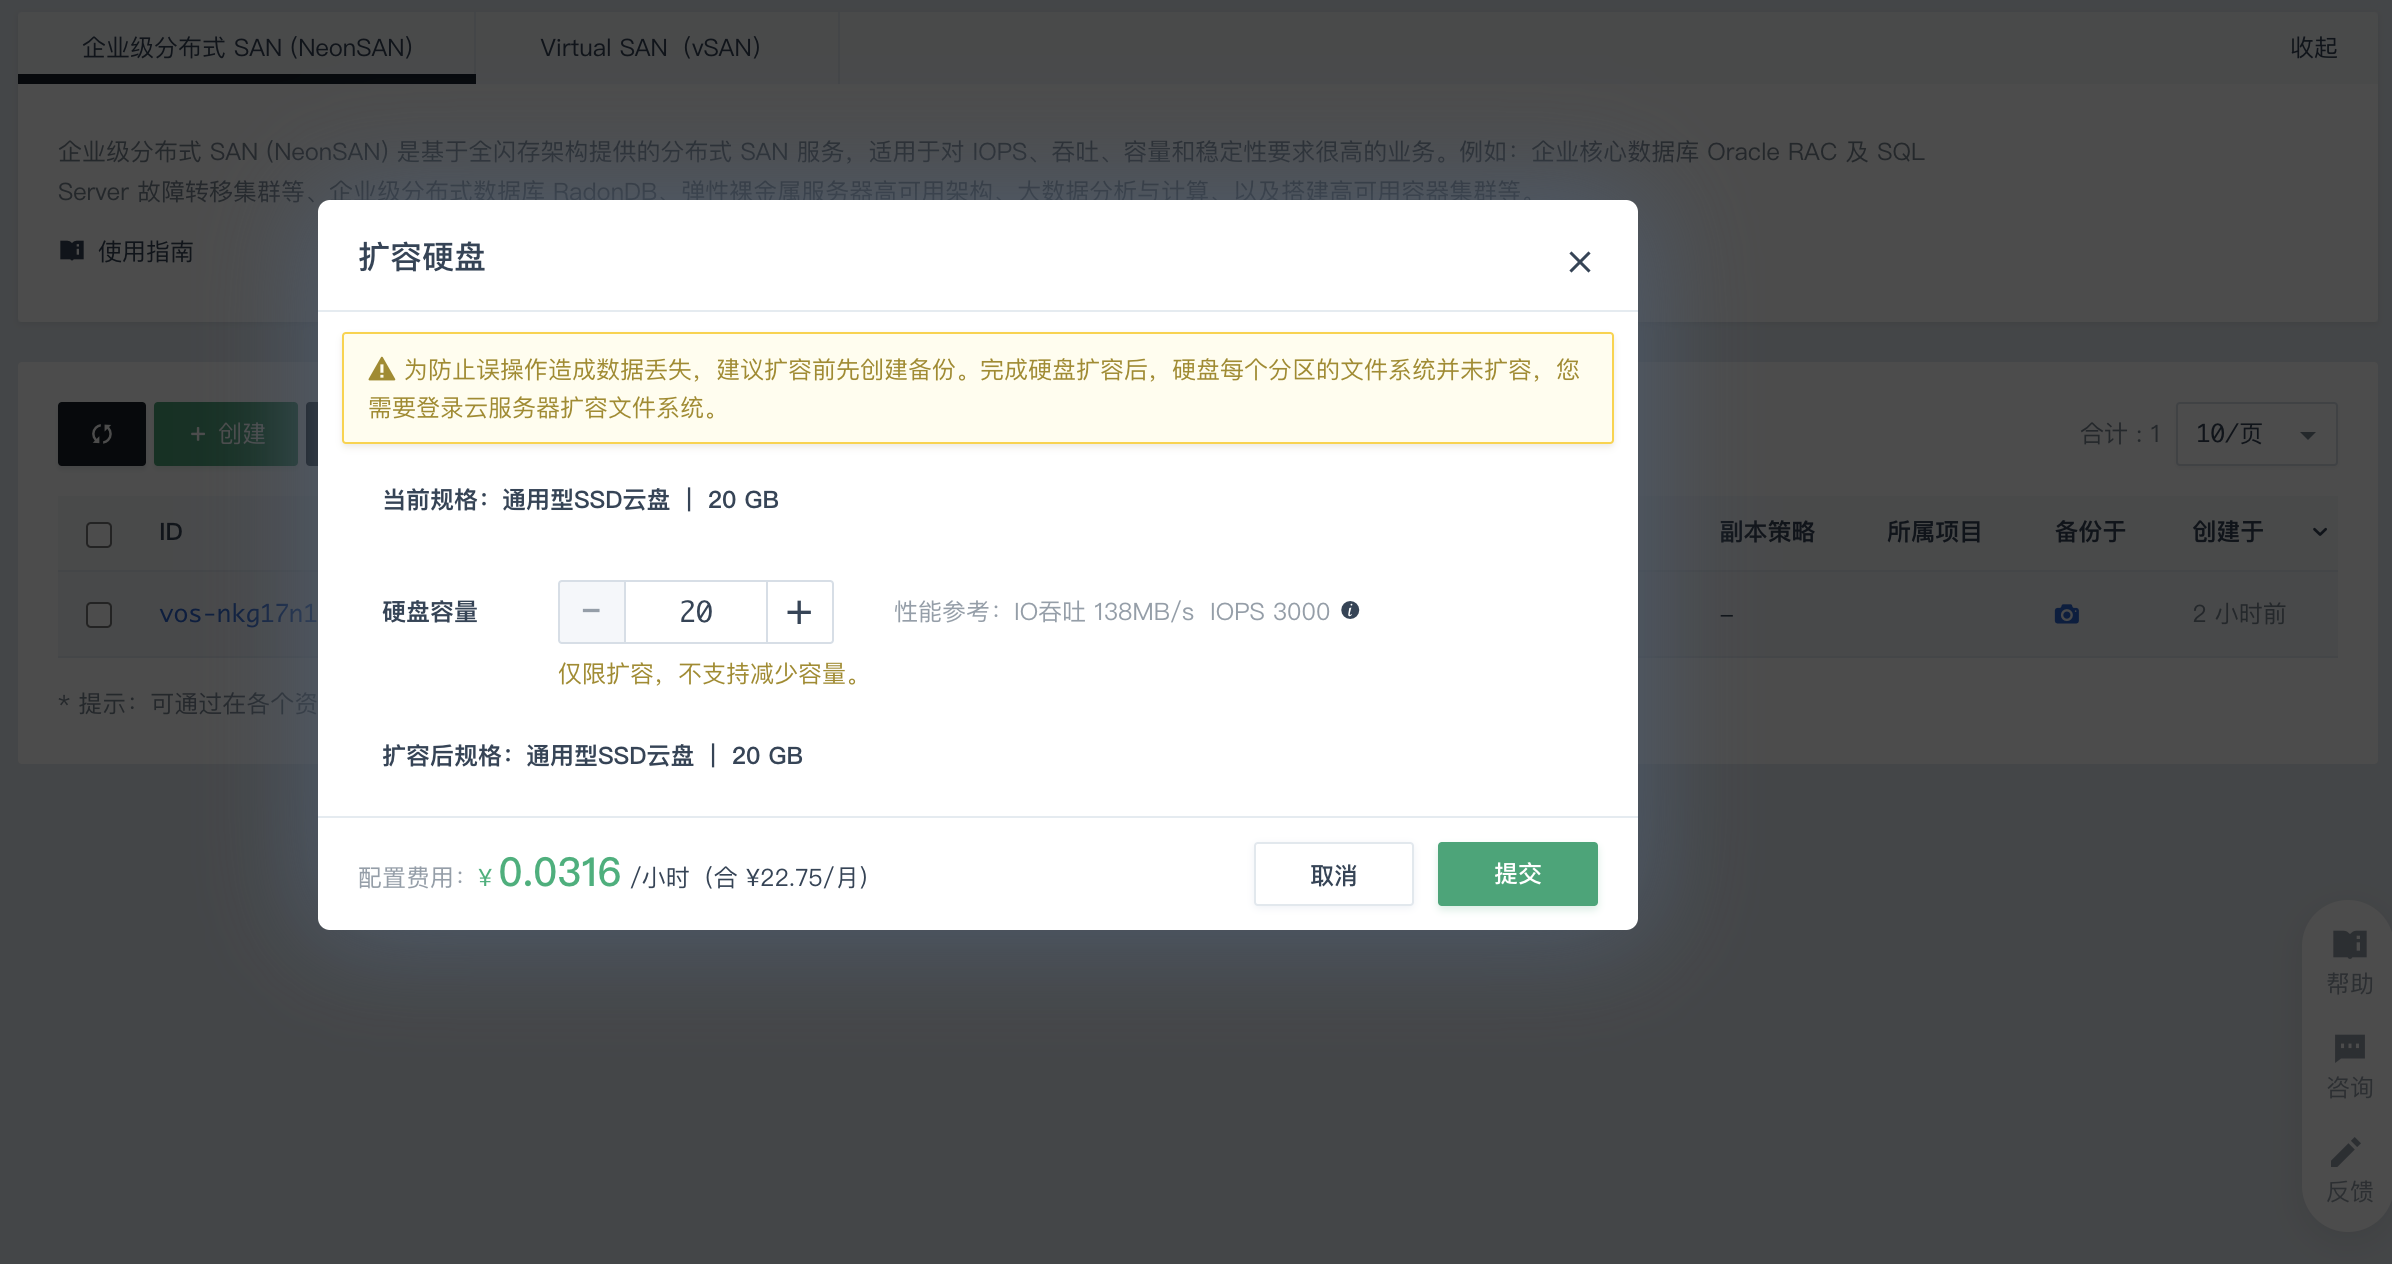 企业级分布式 SAN (NeonSAN)
Virtual SAN（vSAN）
收起
企业级分布式 SAN (NeonSAN) 是基于全闪存架构提供的分布式 SAN 服务，适用于对 IOPS、吞吐、容量和稳定性要求很高的业务。例如：企业核心数据库 Oracle RAC 及 SQL
Server 故障转移集群等、企业级分布式数据库 RadonDB、弹性裸金属服务器高可用架构、大数据分析与计算、以及搭建高可用容器集群等。
使用指南
扩容硬盘
为防止误操作造成数据丢失，建议扩容前先创建备份。完成硬盘扩容后，硬盘每个分区的文件系统并未扩容，您
需要登录云服务器扩容文件系统。
+ 创建
合计 : 1
10/页
当前规格：通用型SSD云盘 | 20 GB
ID
副本策略
所属项目
备份于
创建于
硬盘容量
− 20 +
性能参考：IO吞吐 138MB/s IOPS 3000
vos-nkg17n1
–
2 小时前
仅限扩容，不支持减少容量。
* 提示：可通过在各个资
扩容后规格：通用型SSD云盘 | 20 GB
配置费用：¥ 0.0316 /小时（合 ¥22.75/月）
取消
提交
帮助
咨询
反馈